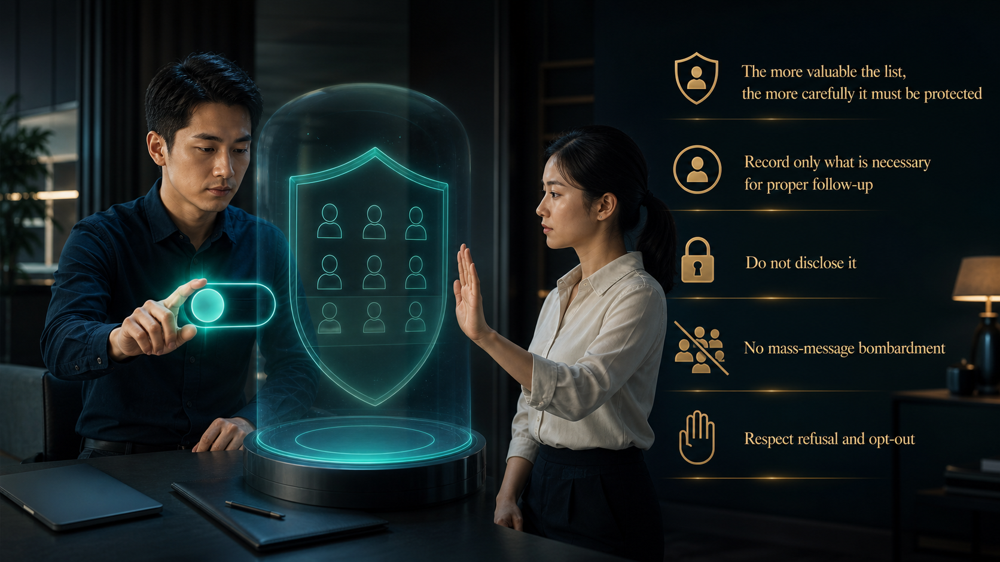 The more valuable the list,
the more carefully it must be protected
Record only what is necessary
for proper follow-up
Do not disclose it
No mass-message bombardment
Respect refusal and opt-out